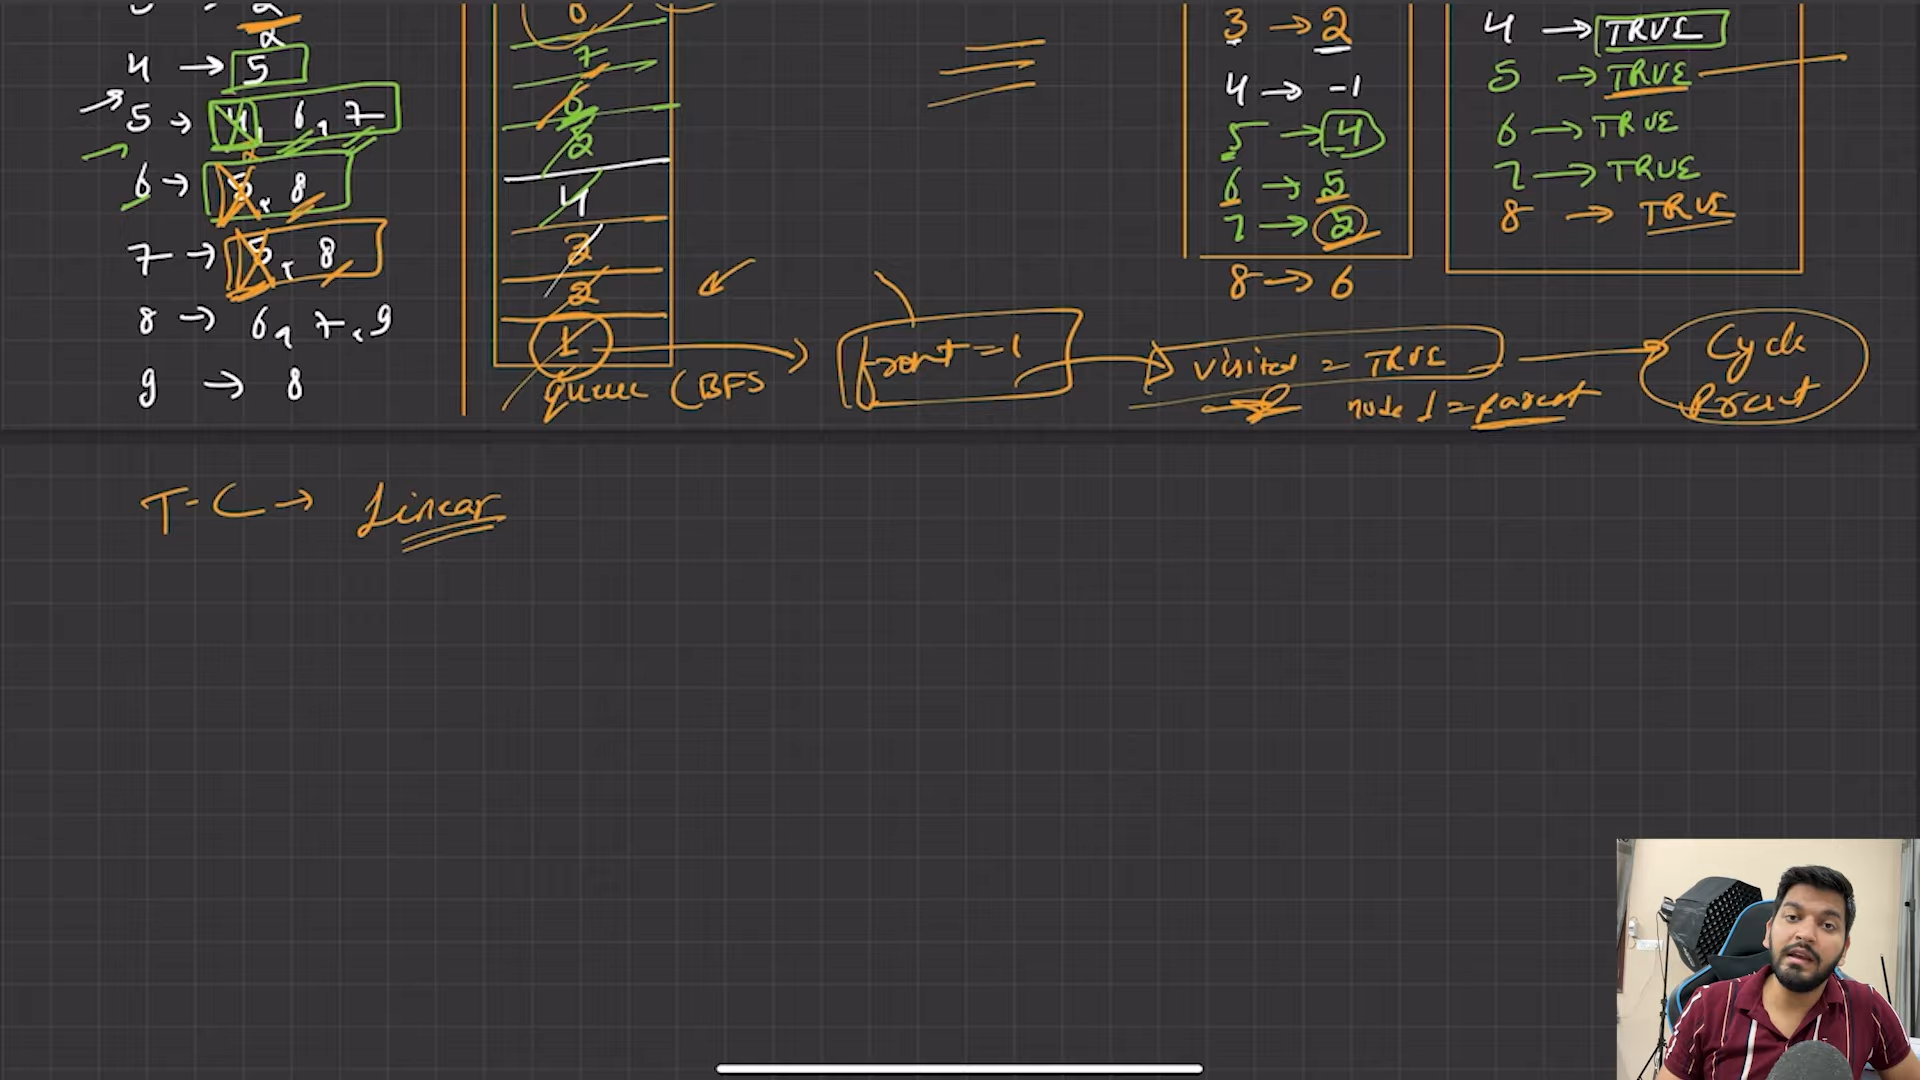 2
4 → 5
5 → 4, 6, 7
6 → 5, 8
7 → 5, 8
8 → 6, 7, 9
9 → 8
7
6
4
3
2
1
queue (BFS
front = 1
visited = TRUE
node 1 = parent
Cycle
Present
3 → 2
4 → -1
5 → 4
6 → 5
7 → 5
8 → 6
4 → TRUE
5 → TRUE
6 → TRUE
7 → TRUE
8 → TRUE
T-C → Linear